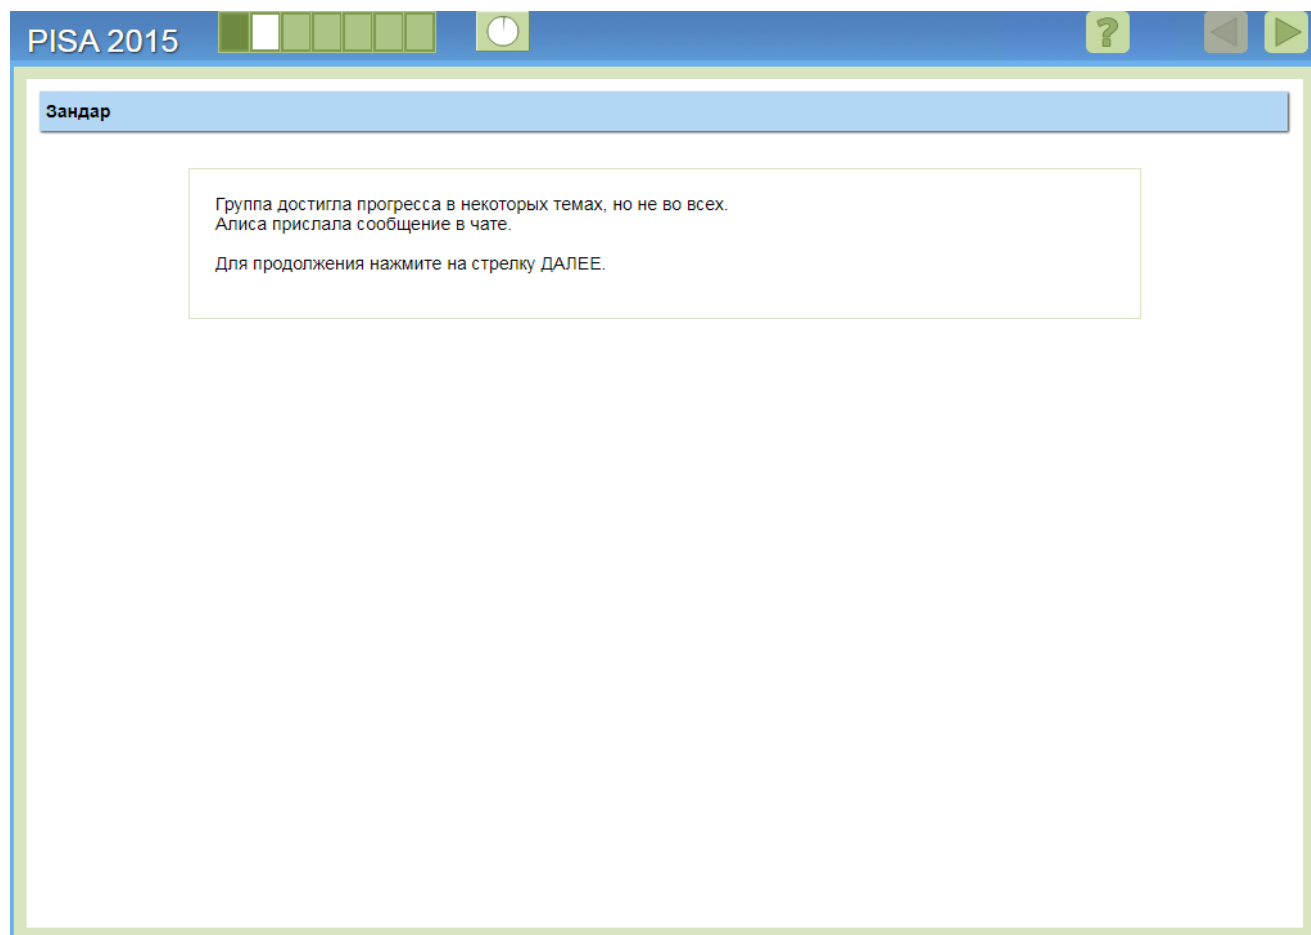 PISA 2015
?
Зандар
Группа достигла прогресса в некоторых темах, но не во всех.
Алиса прислала сообщение в чате.
Для продолжения нажмите на стрелку ДАЛЕЕ.